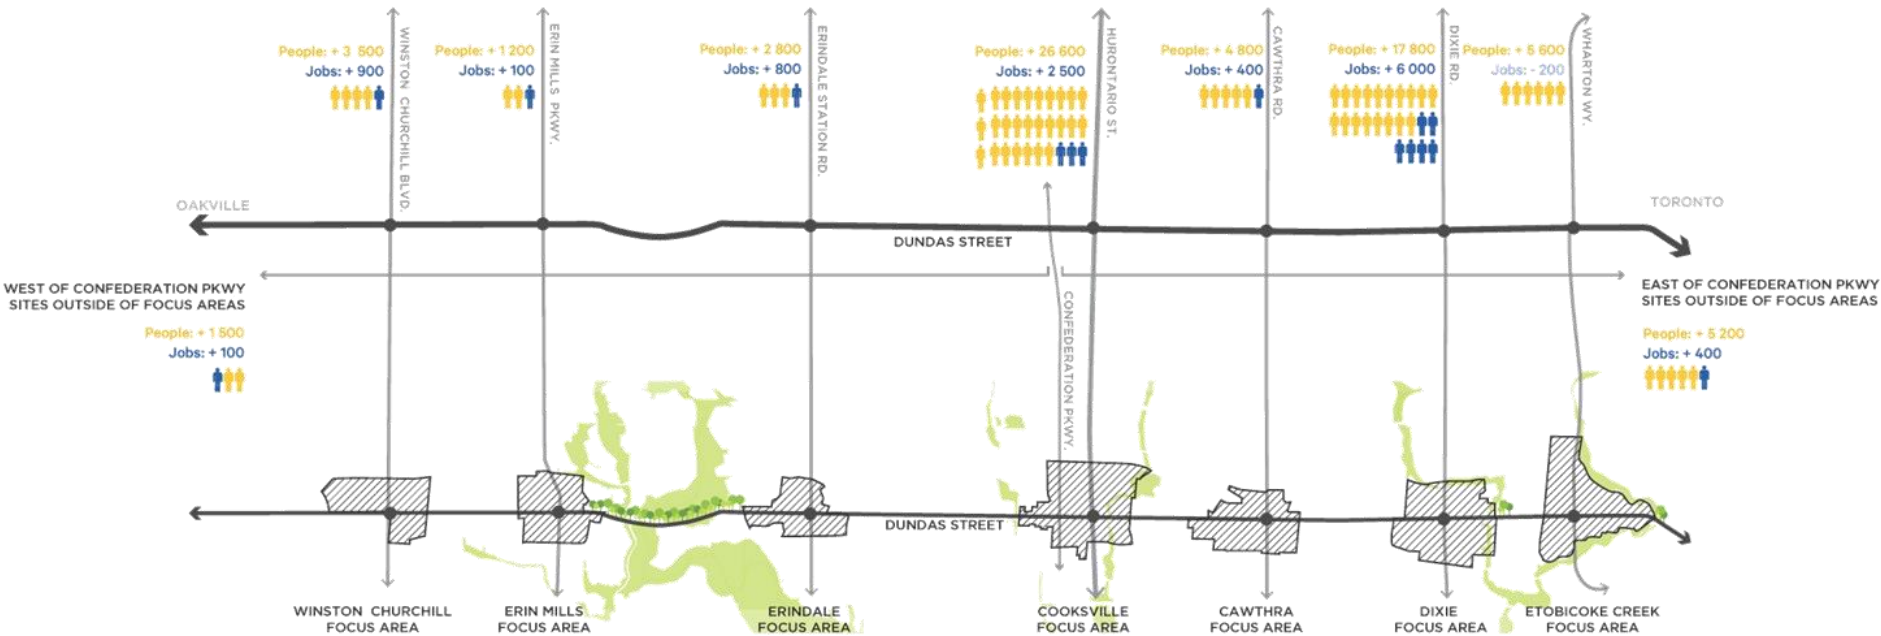 People: + 3 500
Jobs: + 900
WINSTON CHURCHILL BLVD.
People: + 1 200
Jobs: + 100
ERIN MILLS PKWY.
People: + 2 800
Jobs: + 800
ERINDALE STATION RD.
People: + 26 600
Jobs: + 2 500
HURONTARIO ST.
People: + 4 800
Jobs: + 400
CAWTHRA RD.
People: + 17 800
Jobs: + 6 000
DIXIE RD.
People: + 5 600
Jobs: - 200
WHARTON WY.
OAKVILLE
TORONTO
DUNDAS STREET
WEST OF CONFEDERATION PKWY
SITES OUTSIDE OF FOCUS AREAS
People: + 1 500
Jobs: + 100
CONFEDERATION PKWY.
EAST OF CONFEDERATION PKWY
SITES OUTSIDE OF FOCUS AREAS
People: + 5 200
Jobs: + 400
DUNDAS STREET
WINSTON CHURCHILL
FOCUS AREA
ERIN MILLS
FOCUS AREA
ERINDALE
FOCUS AREA
COOKSVILLE
FOCUS AREA
CAWTHRA
FOCUS AREA
DIXIE
FOCUS AREA
ETOBICOKE CREEK
FOCUS AREA